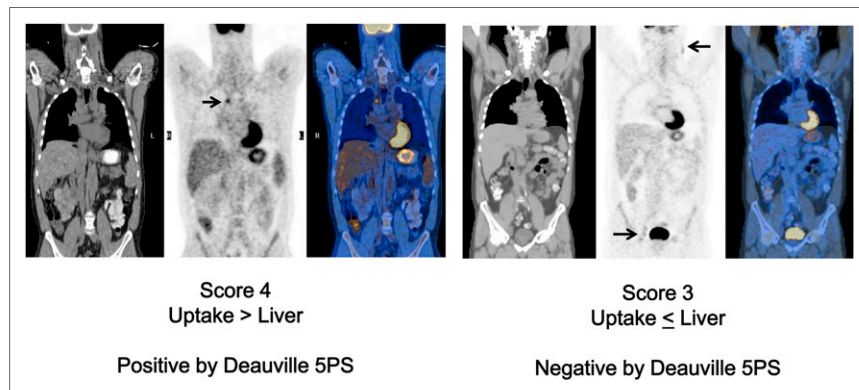 L
R
Score 4
Uptake > Liver
Positive by Deauville 5PS
Score 3
Uptake ≤ Liver
Negative by Deauville 5PS